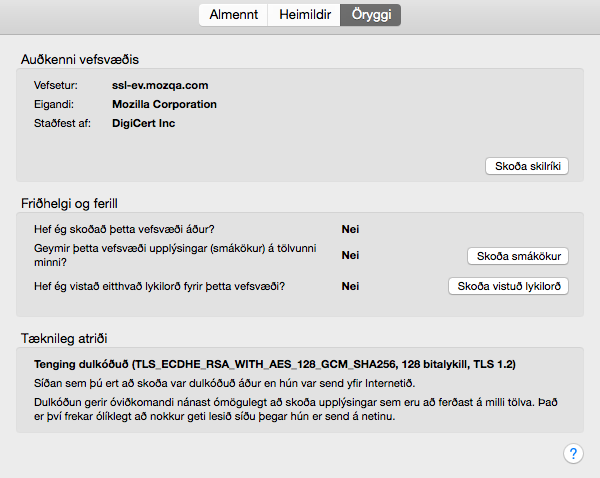 Almennt Heimildir Öryggi
Auðkenni vefsvæðis
Vefsetur: ssl-ev.mozqa.com
Eigandi: Mozilla Corporation
Staðfest af: DigiCert Inc
Skoða skilríki
Friðhelgi og ferill
Hef ég skoðað þetta vefsvæði áður? Nei
Geymir þetta vefsvæði upplýsingar (smákökur) á tölvunni
minni? Nei Skoða smákökur
Hef ég vistað eitthvað lykilorð fyrir þetta vefsvæði? Nei Skoða vistuð lykilorð
Tæknileg atriði
Tenging dulkóðuð (TLS_ECDHE_RSA_WITH_AES_128_GCM_SHA256, 128 bitalykill, TLS 1.2)
Síðan sem þú ert að skoða var dulkóðuð áður en hún var send yfir Internetið.
Dulkóðun gerir óviðkomandi nánast ómögulegt að skoða upplýsingar sem eru að ferðast á milli tölva. Það
er því frekar ólíklegt að nokkur geti lesið síðu þegar hún er send á netinu.
?